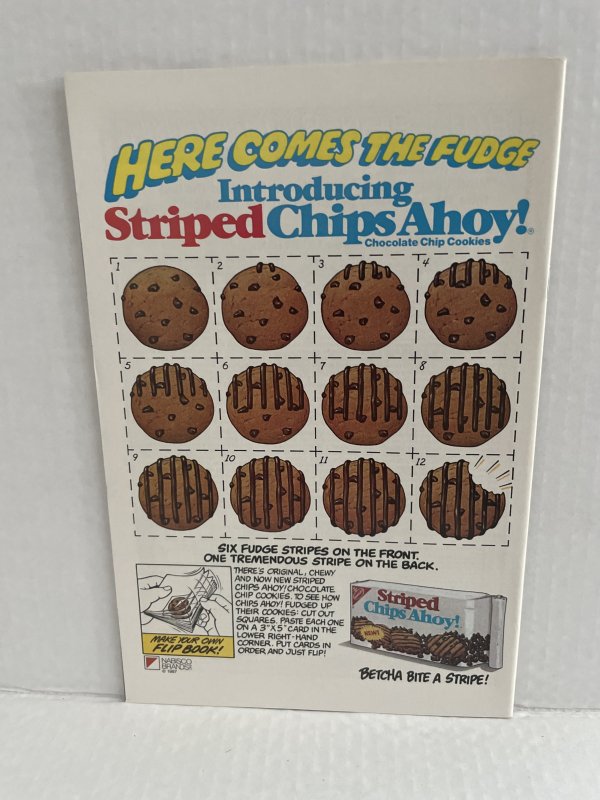 HERE COMES THE FUDGE
Introducing
Striped Chips Ahoy!®
Chocolate Chip Cookies
1 2 3 4
5 6 7 8
9 10 11 12
SIX FUDGE STRIPES ON THE FRONT.
ONE TREMENDOUS STRIPE ON THE BACK.
MAKE YOUR OWN
FLIP BOOK!
THERE'S ORIGINAL, CHEWY
AND NOW NEW STRIPED
CHIPS AHOY! CHOCOLATE
CHIP COOKIES. TO SEE HOW
CHIPS AHOY! FUDGED UP
THEIR COOKIES: CUT OUT
SQUARES. PASTE EACH ONE
ON A 3"X5" CARD IN THE
LOWER RIGHT-HAND
CORNER. PUT CARDS IN
ORDER AND JUST FLIP!
Striped
Chips Ahoy!
NEW!
NABISCO
BRANDS
© 1987
BETCHA BITE A STRIPE!